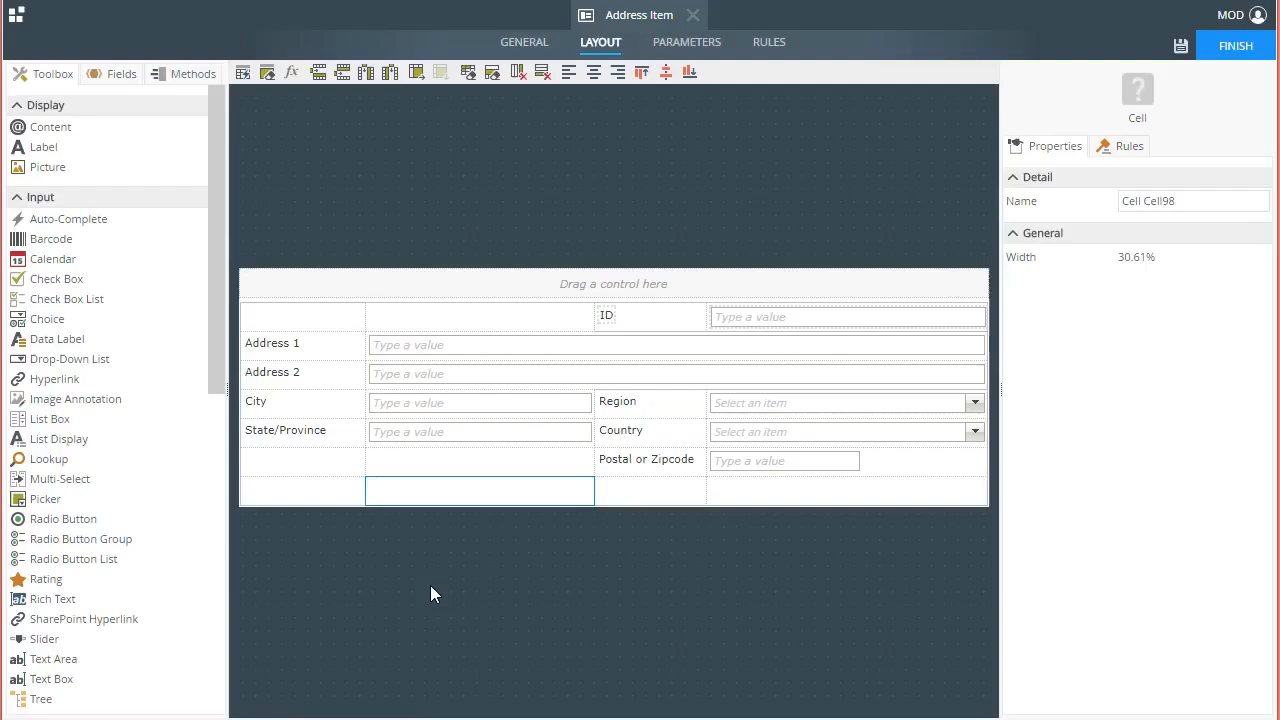 Address Item
MOD
GENERAL LAYOUT PARAMETERS RULES
FINISH
Toolbox Fields Methods
Display
Content
Label
Picture
Input
Auto-Complete
Barcode
Calendar
Check Box
Check Box List
Choice
Data Label
Drop-Down List
Hyperlink
Image Annotation
List Box
List Display
Lookup
Multi-Select
Picker
Radio Button
Radio Button Group
Radio Button List
Rating
Rich Text
SharePoint Hyperlink
Slider
Text Area
Text Box
Tree
Drag a control here
ID Type a value
Address 1 Type a value
Address 2 Type a value
City Type a value Region Select an item
State/Province Type a value Country Select an item
Postal or Zipcode Type a value
Cell
Properties Rules
Detail
Name Cell Cell98
General
Width 30.61%